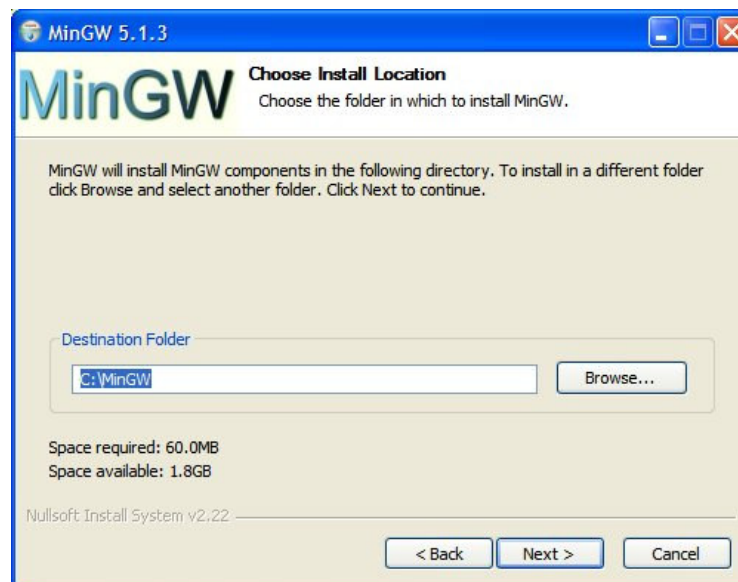 MinGW 5.1.3
MinGW
Choose Install Location
Choose the folder in which to install MinGW.
MinGW will install MinGW components in the following directory. To install in a different folder
click Browse and select another folder. Click Next to continue.
Destination Folder
C:\MinGW
Browse...
Space required: 60.0MB
Space available: 1.8GB
Nullsoft Install System v2.22
< Back
Next >
Cancel